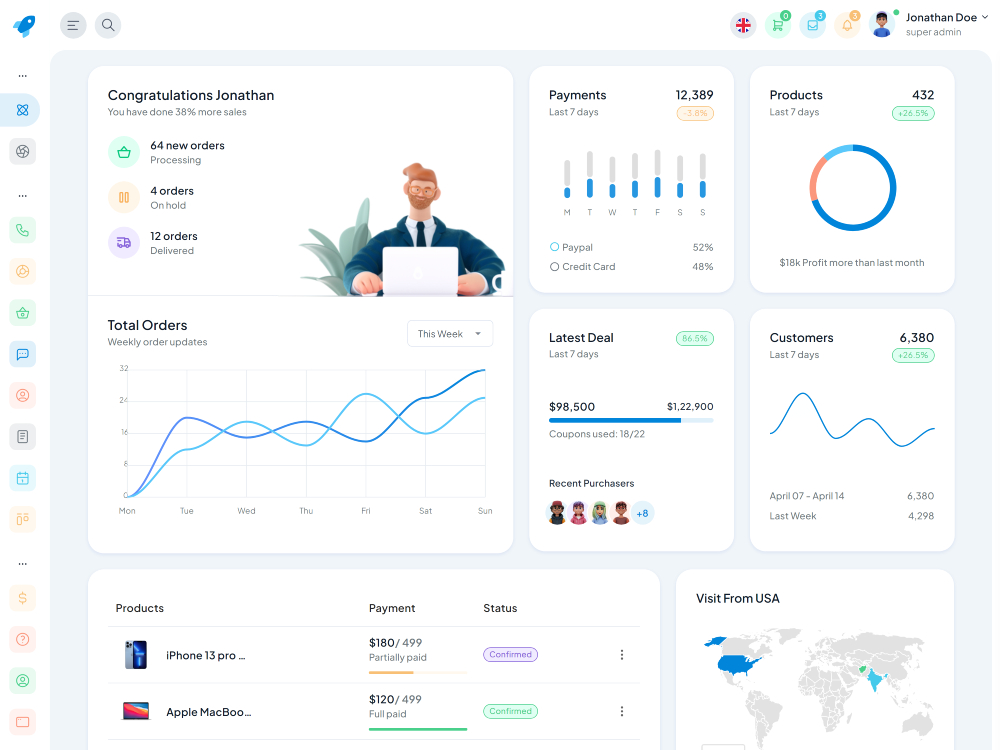 0
3
3
Jonathan Doe
super admin
...
...
...
Congratulations Jonathan
You have done 38% more sales
64 new orders
Processing
4 orders
On hold
12 orders
Delivered
Payments
12,389
Last 7 days
-3.8%
M T W T F S S
Paypal
52%
Credit Card
48%
Products
432
Last 7 days
+26.5%
$18k Profit more than last month
Total Orders
Weekly order updates
This Week
32
24
16
8
0
Mon Tue Wed Thu Fri Sat Sun
Latest Deal
86.5%
Last 7 days
$98,500
$1,22,900
Coupons used: 18/22
Recent Purchasers
+8
Customers
6,380
Last 7 days
+26.5%
April 07 - April 14
6,380
Last Week
4,298
Products
Payment
Status
iPhone 13 pro ...
$180/ 499
Partially paid
Confirmed
Apple MacBoo...
$120/ 499
Full paid
Confirmed
Visit From USA